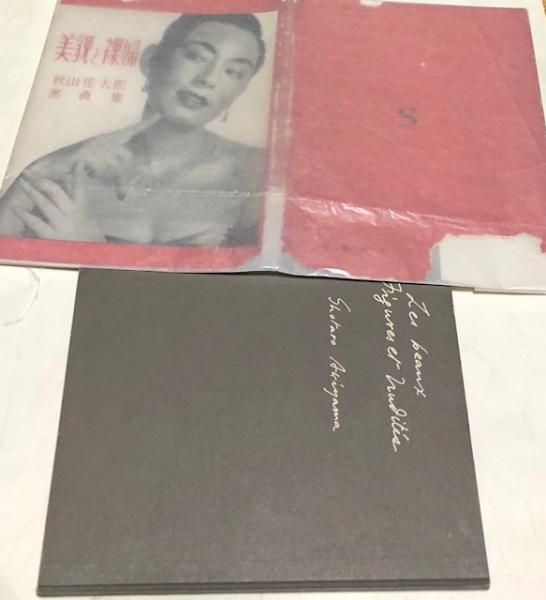 美貌と裸婦
秋山庄太郎
写真集
S
Les beaux
Figures et Nudités
Shotaro Akiyama